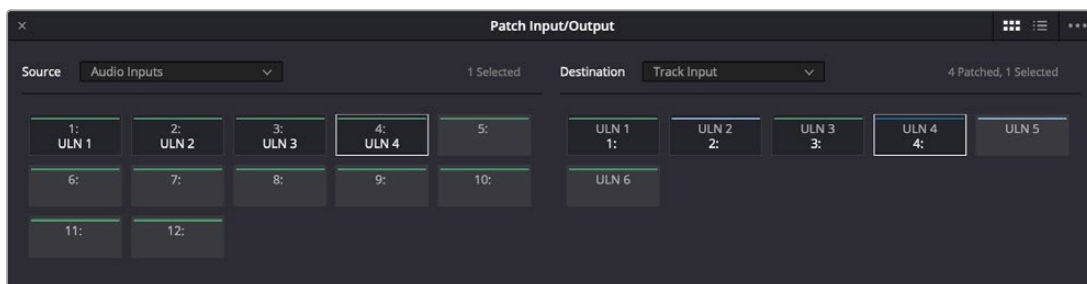 Patch Input/Output
Source Audio Inputs 1 Selected
Destination Track Input 4 Patched, 1 Selected
1:
ULN 1
2:
ULN 2
3:
ULN 3
4:
ULN 4
5:
6:
7:
8:
9:
10:
11:
12:
ULN 1
1:
ULN 2
2:
ULN 3
3:
ULN 4
4:
ULN 5
ULN 6